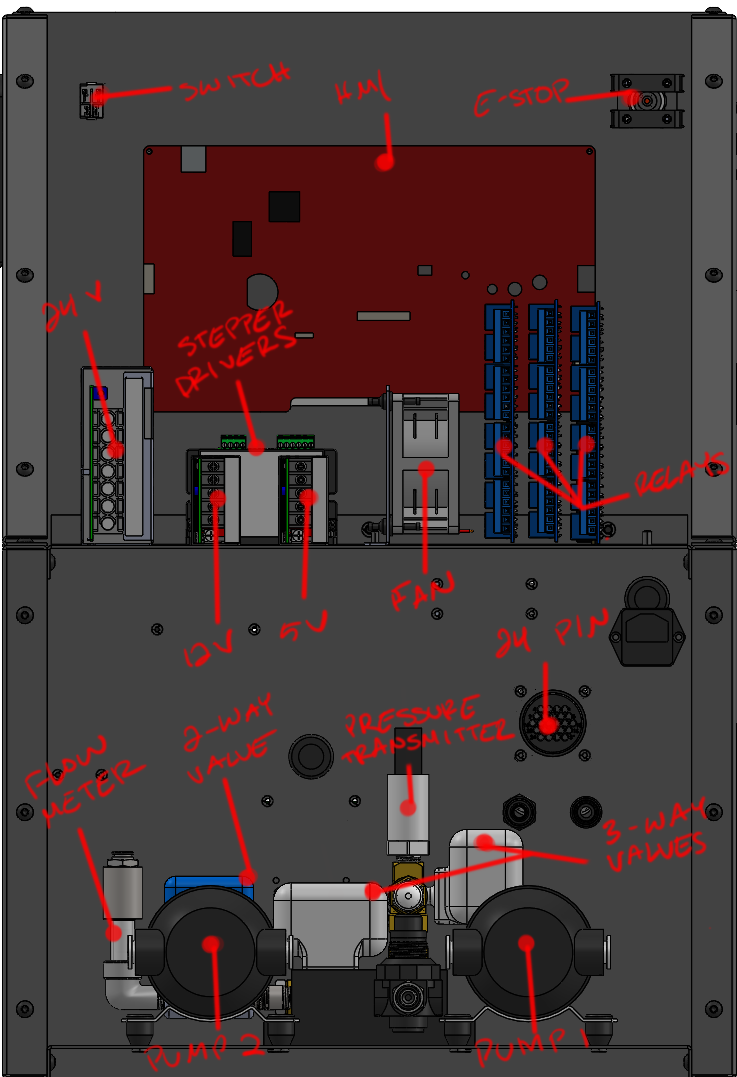 SWITCH
HMI
E-STOP
24 V
STEPPER
DRIVERS
RELAYS
FAN
12V
5V
24 PIN
2-WAY
VALVE
PRESSURE
TRANSMITTER
FLOW
METER
3-WAY
VALVES
PUMP 2
PUMP 1